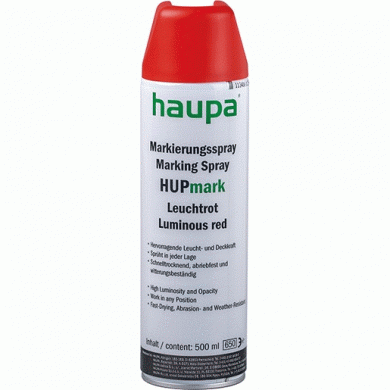 haupa®
Markierungsspray
Marking Spray
HUPmark
Leuchtrot
Luminous red
• Hervorragende Leucht- und Deckkraft
• Sprüht in jeder Lage
• Schnelltrocknend, abriebfest und
witterungsbeständig
• High Luminosity and Opacity
• Work in any Position
• Fast-Drying, Abrasion- and Weather-Resistant
Inhalt / content: 500 ml 650